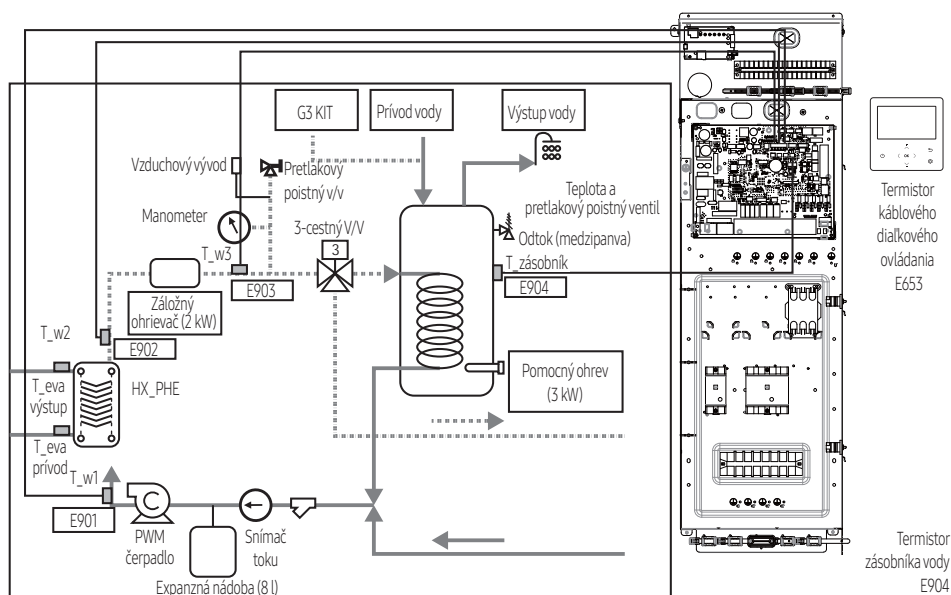 G3 KIT
Prívod vody
Výstup vody
Vzduchový vývod
Pretlakový
poistný v/v
Teplota a
pretlakový poistný ventil
Manometer
3-cestný V/V
Odtok (medzipanva)
T_w3
3
T_zásobník
E903
E904
Záložný
ohrievač (2 kW)
T_w2
E902
HX_PHE
Pomocný ohrev
(3 kW)
T_eva
výstup
T_eva
prívod
T_w1
E901
C
PWM
čerpadlo
Snímač
toku
Expanzná nádoba (8 l)
OK
Termistor
káblového
diaľkového
ovládania
E653
Termistor
zásobníka vody
E904